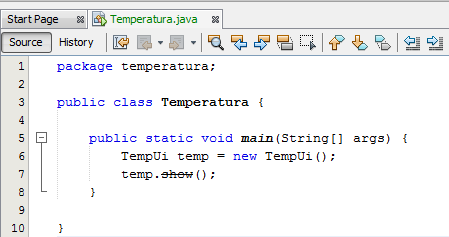 Start Page Temperatura.java
Source History
1 package temperatura;
2
3 public class Temperatura {
4
5 public static void main(String[] args) {
6 TempUi temp = new TempUi();
7 temp.show();
8 }
9
10 }